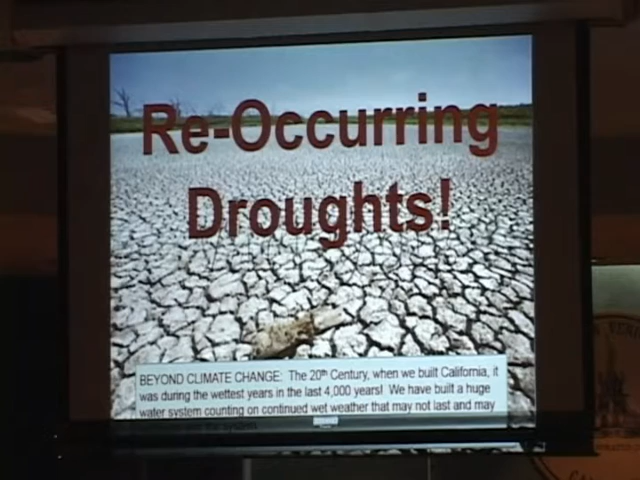 Re-Occurring
Droughts!
BEYOND CLIMATE CHANGE: The 20th Century, when we built California, it
was during the wettest years in the last 4,000 years! We have built a huge
water system counting on continued wet weather that may not last and may
the system.